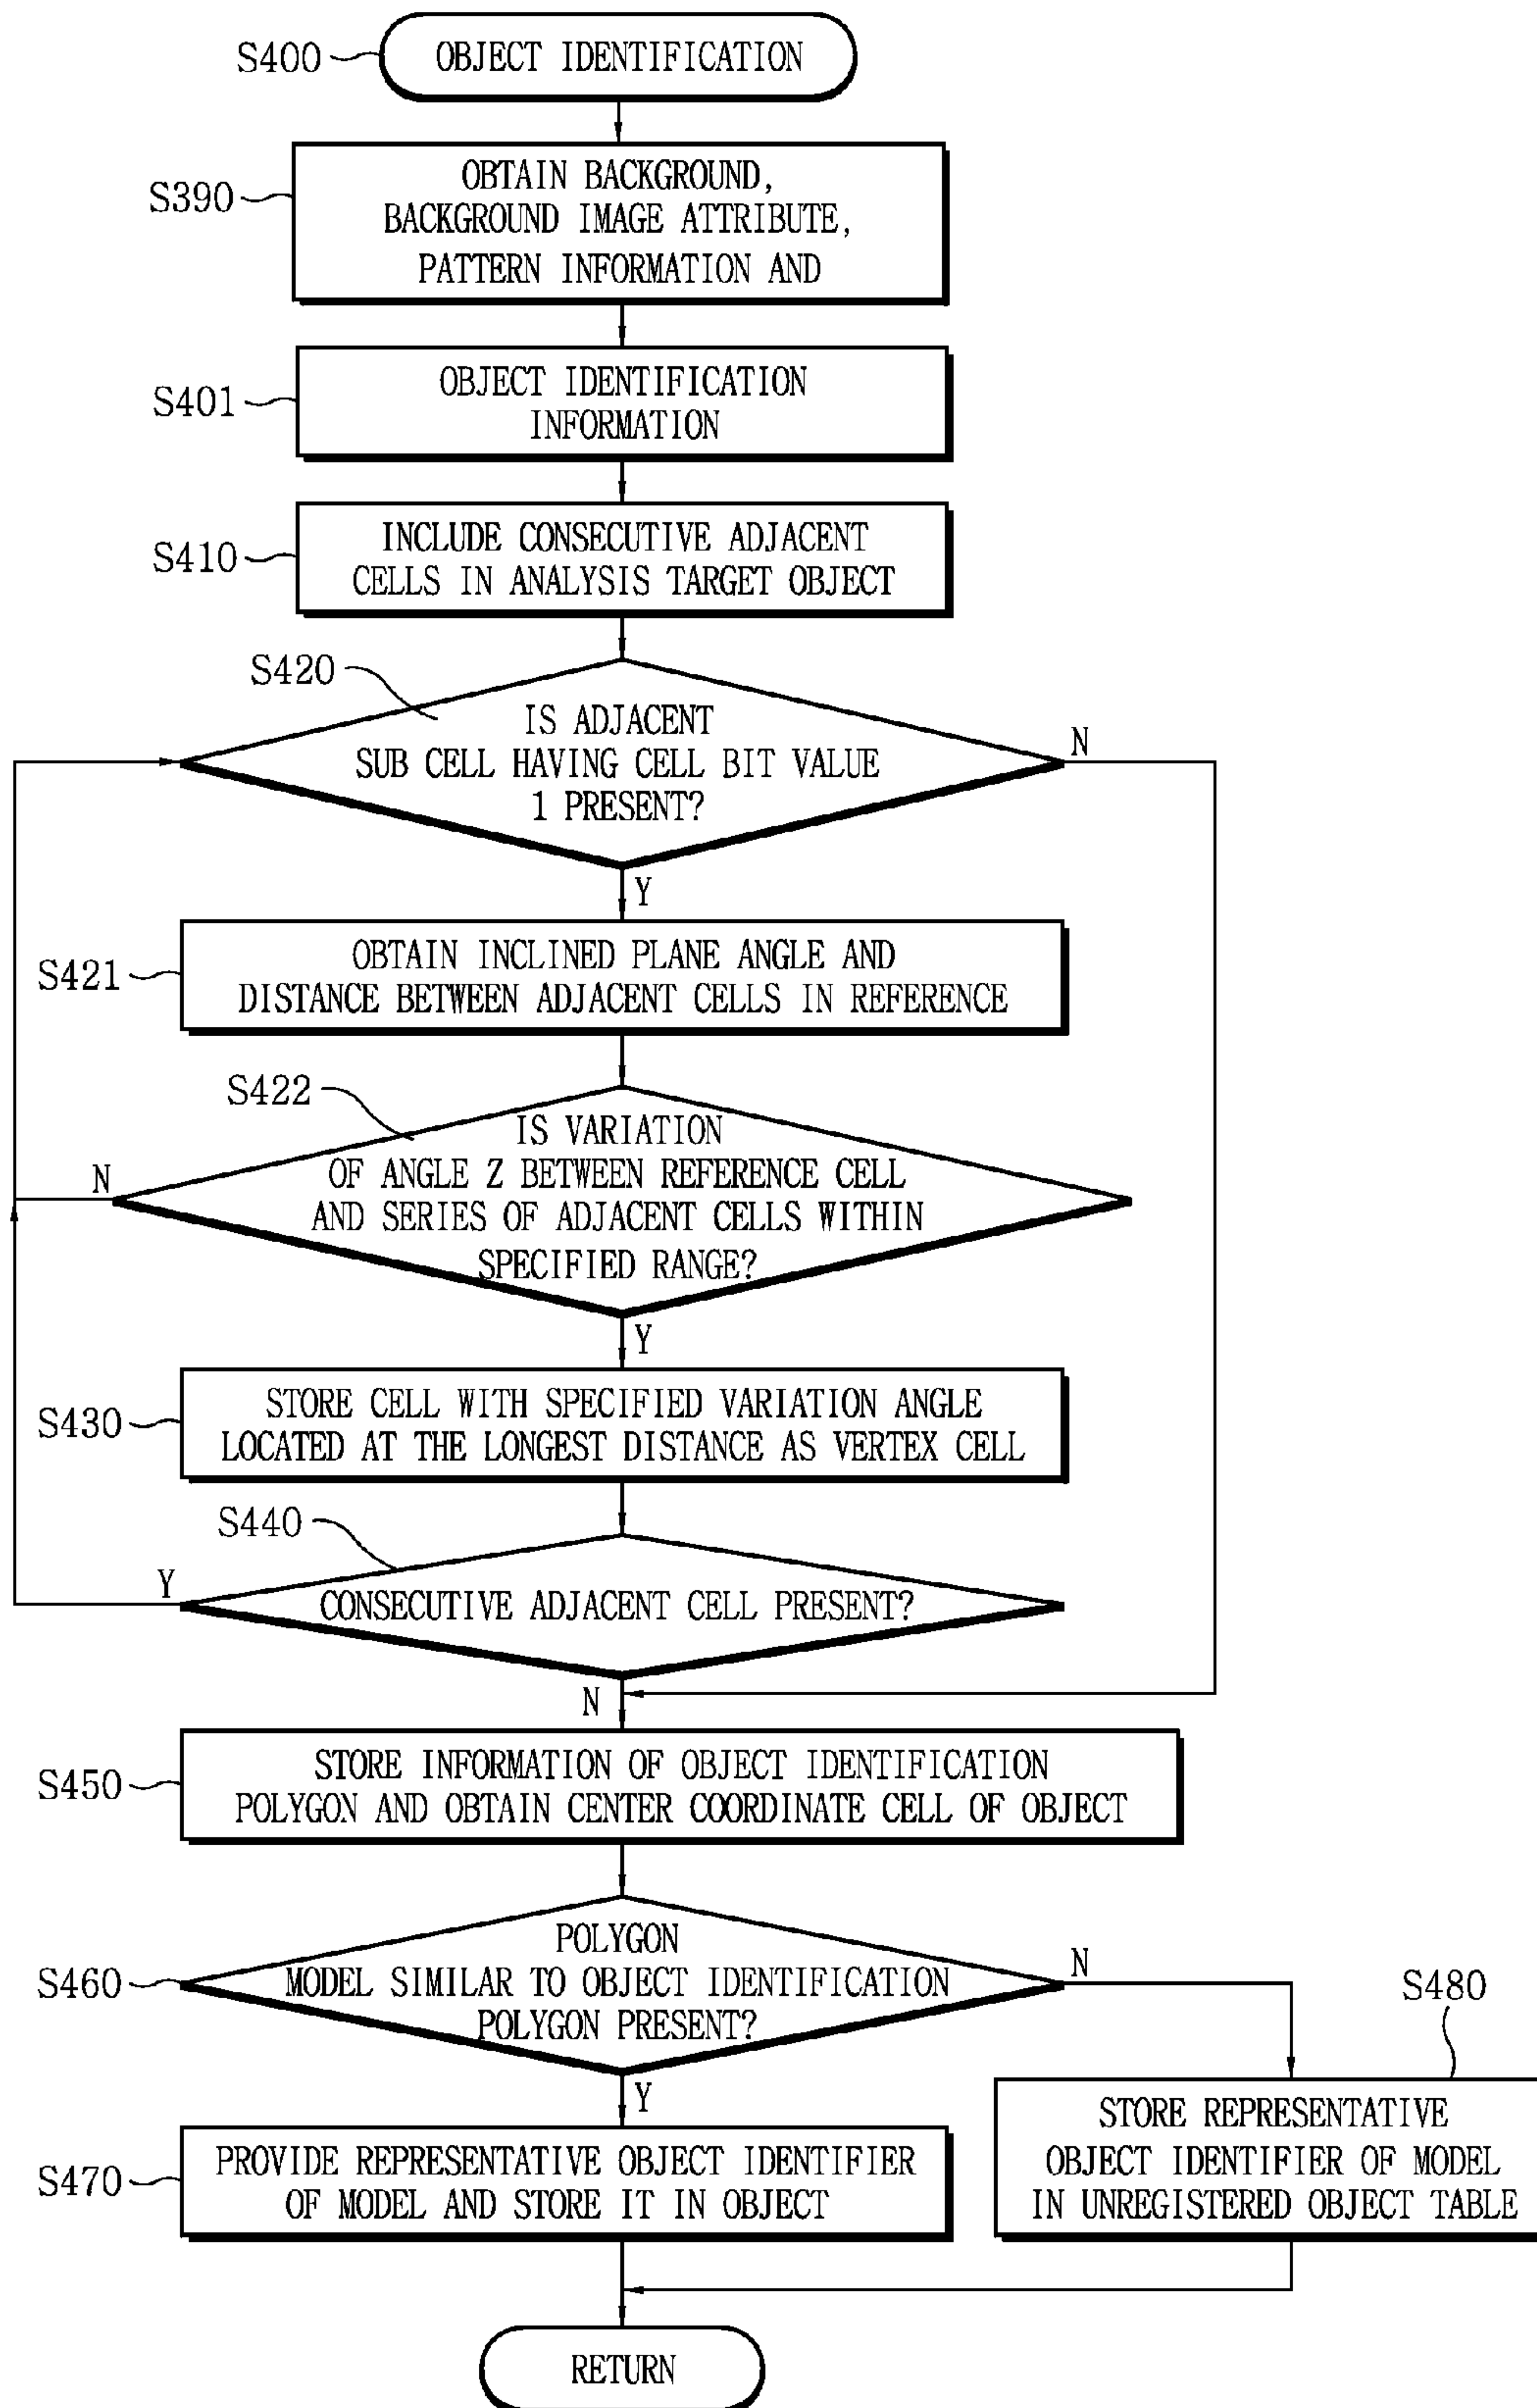 S400
OBJECT IDENTIFICATION
S390
OBTAIN BACKGROUND,
BACKGROUND IMAGE ATTRIBUTE,
PATTERN INFORMATION AND
S401
OBJECT IDENTIFICATION
INFORMATION
S410
INCLUDE CONSECUTIVE ADJACENT
CELLS IN ANALYSIS TARGET OBJECT
S420
IS ADJACENT
SUB CELL HAVING CELL BIT VALUE
1 PRESENT?
N
Y
S421
OBTAIN INCLINED PLANE ANGLE AND
DISTANCE BETWEEN ADJACENT CELLS IN REFERENCE
S422
IS VARIATION
OF ANGLE Z BETWEEN REFERENCE CELL
AND SERIES OF ADJACENT CELLS WITHIN
SPECIFIED RANGE?
N
Y
S430
STORE CELL WITH SPECIFIED VARIATION ANGLE
LOCATED AT THE LONGEST DISTANCE AS VERTEX CELL
S440
CONSECUTIVE ADJACENT CELL PRESENT?
Y
N
S450
STORE INFORMATION OF OBJECT IDENTIFICATION
POLYGON AND OBTAIN CENTER COORDINATE CELL OF OBJECT
S460
POLYGON
MODEL SIMILAR TO OBJECT IDENTIFICATION
POLYGON PRESENT?
N
Y
S480
STORE REPRESENTATIVE
OBJECT IDENTIFIER OF MODEL
IN UNREGISTERED OBJECT TABLE
S470
PROVIDE REPRESENTATIVE OBJECT IDENTIFIER
OF MODEL AND STORE IT IN OBJECT
RETURN